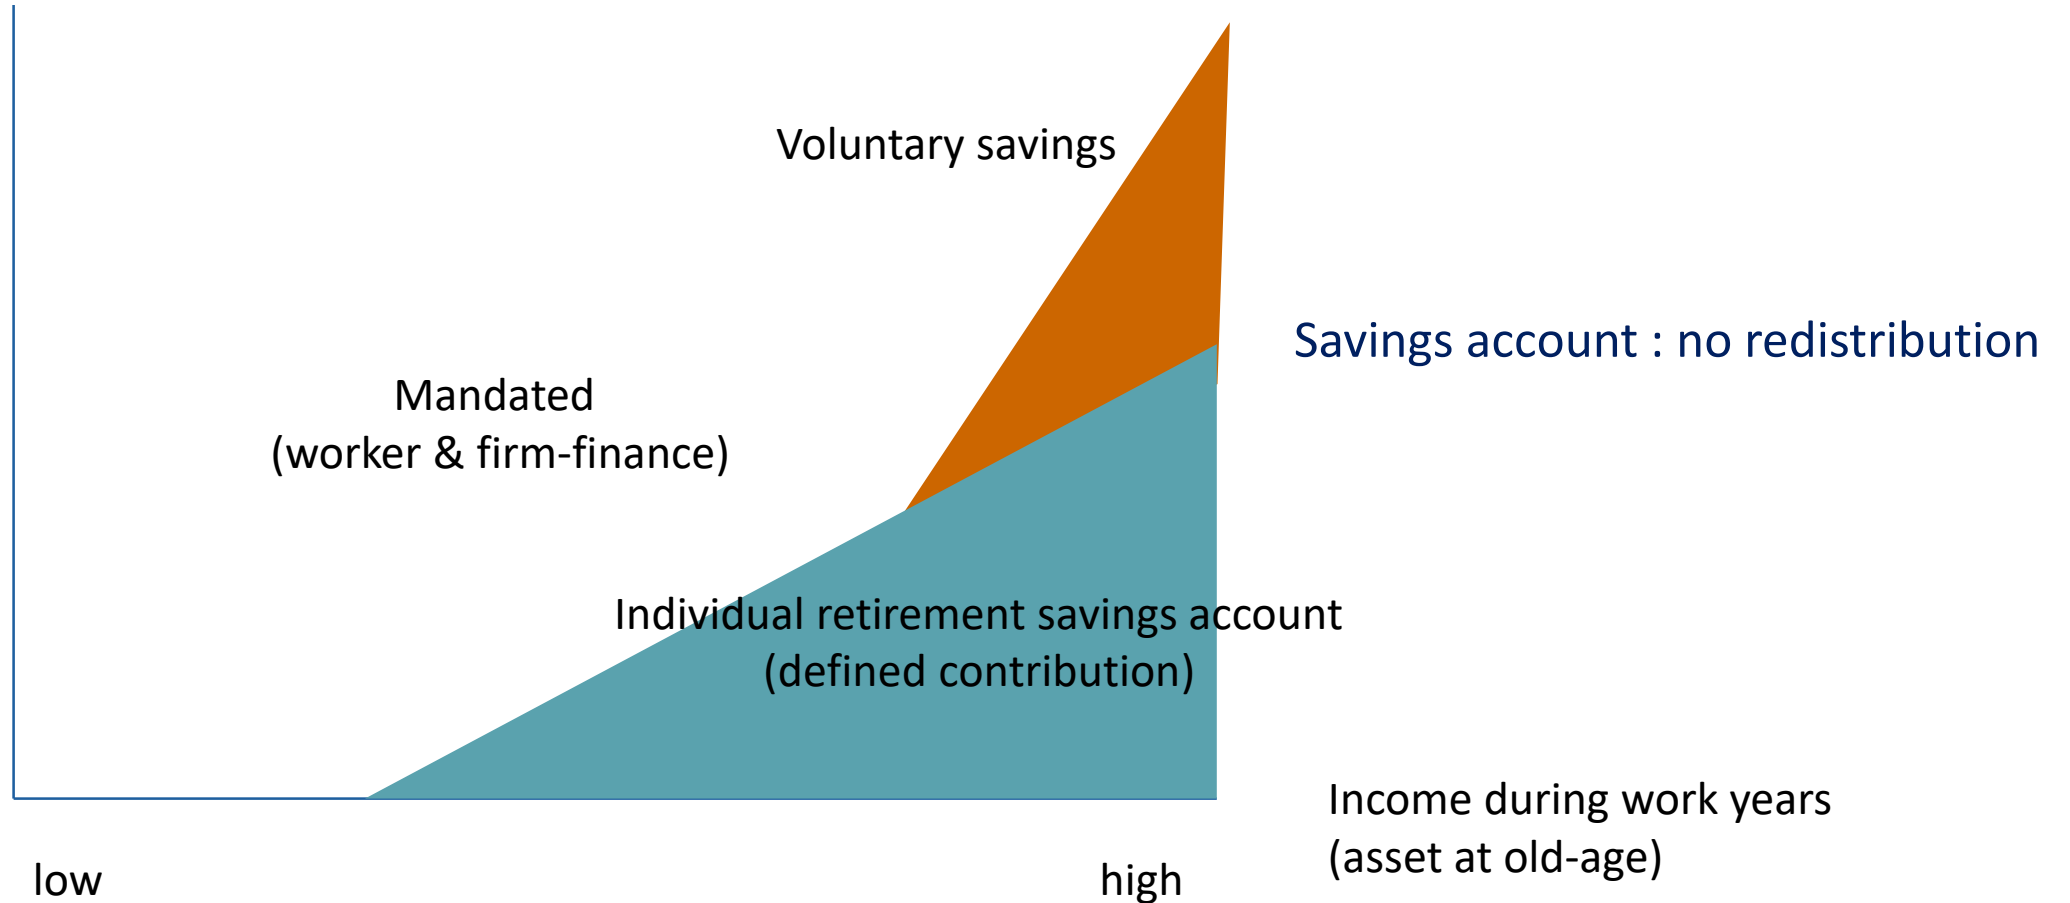 Voluntary savings
Savings account : no redistribution
Mandated
(worker & firm-finance)
Individual retirement savings account
(defined contribution)
Income during work years
(asset at old-age)
low
high